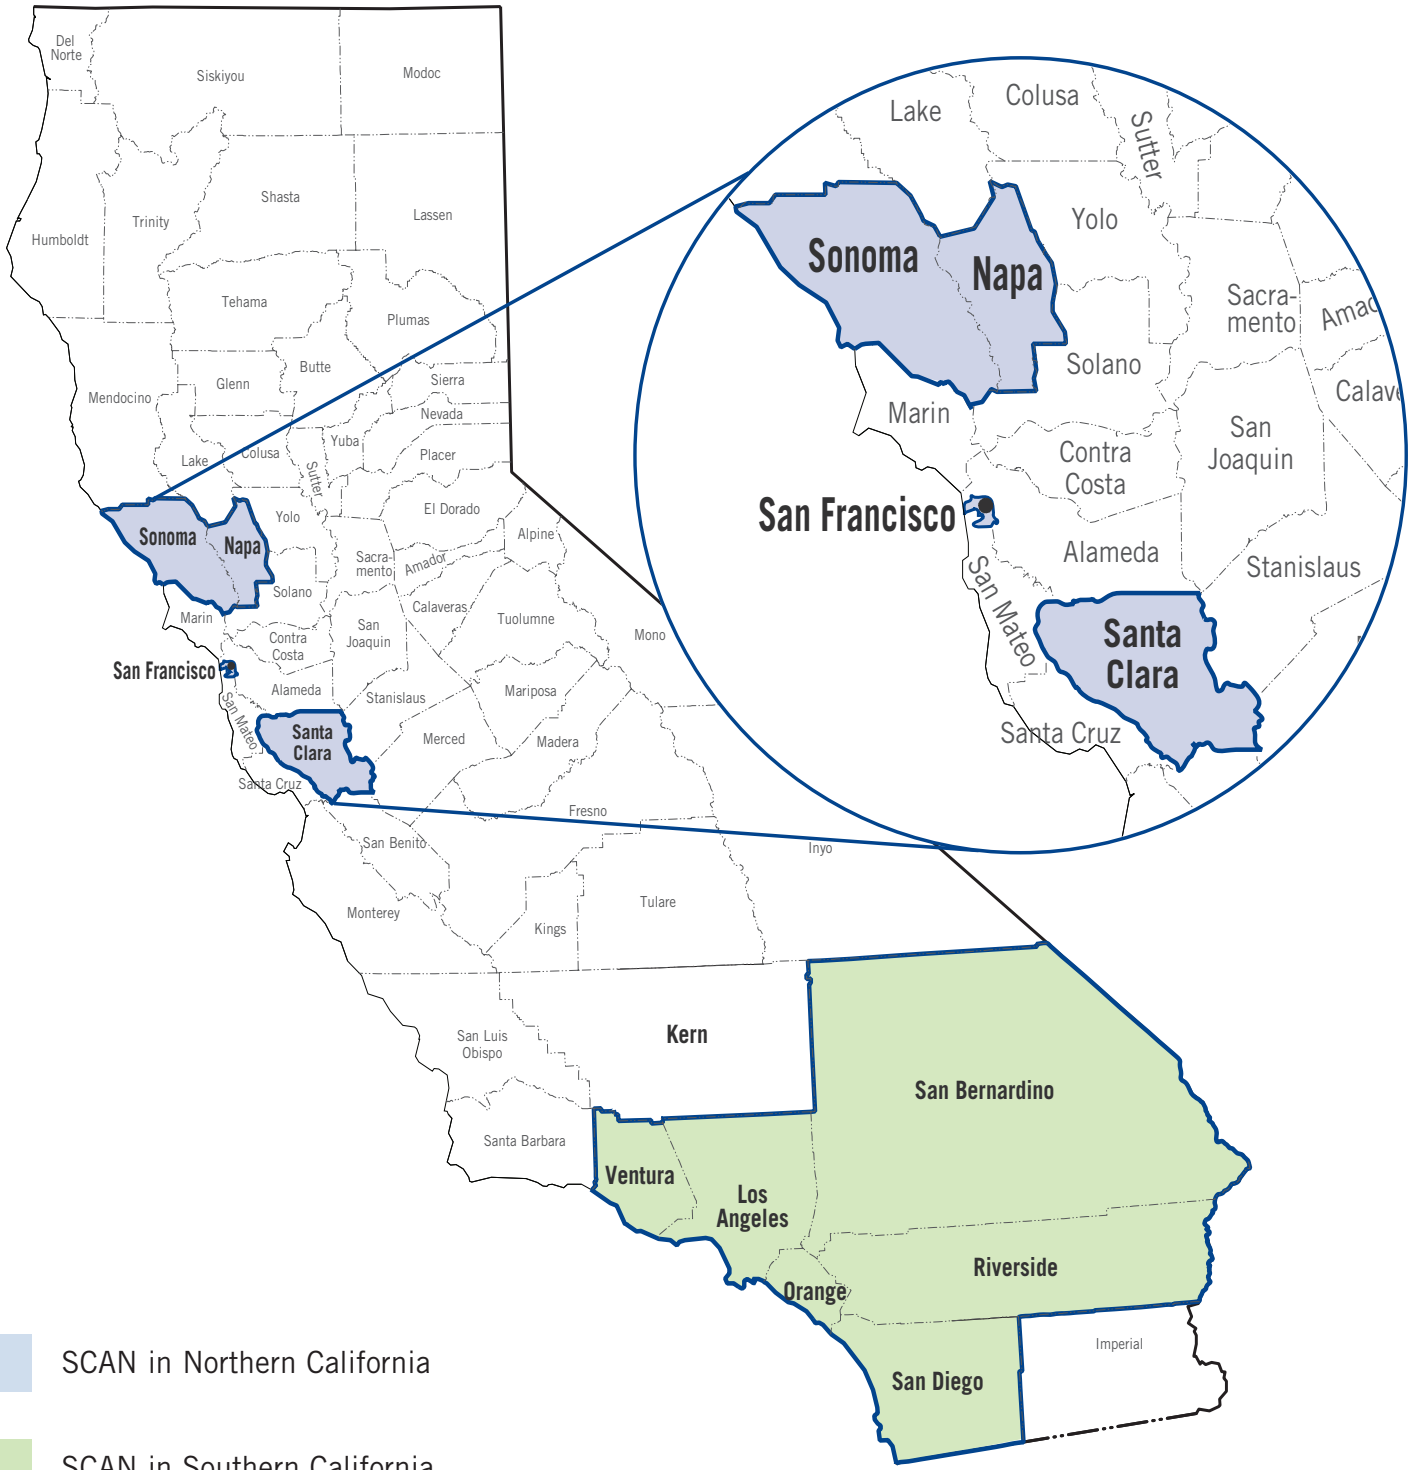 Del
Norte
Siskiyou
Modoc
Humboldt
Trinity
Shasta
Lassen
Tehama
Plumas
Mendocino
Glenn
Butte
Sierra
Nevada
Yuba
Placer
Lake
Colusa
Sutter
El Dorado
Yolo
Alpine
Sonoma
Napa
Sacra-
mento
Amador
Solano
Calaveras
Tuolumne
Marin
San
Joaquin
Contra
Costa
Mono
San Francisco
Alameda
Stanislaus
Mariposa
San Mateo
Santa
Clara
Merced
Madera
Santa Cruz
Fresno
San Benito
Inyo
Monterey
Kings
Tulare
San Luis
Obispo
Kern
Santa Barbara
San Bernardino
Ventura
Los
Angeles
Orange
Riverside
San Diego
Imperial
Lake
Colusa
Sutter
Sonoma
Napa
Yolo
Sacra-
mento
Amad
Solano
Calave
Marin
Contra
Costa
San
Joaquin
San Francisco
Alameda
Stanislaus
San Mateo
Santa
Clara
Santa Cruz
SCAN in Northern California
SCAN in Southern California